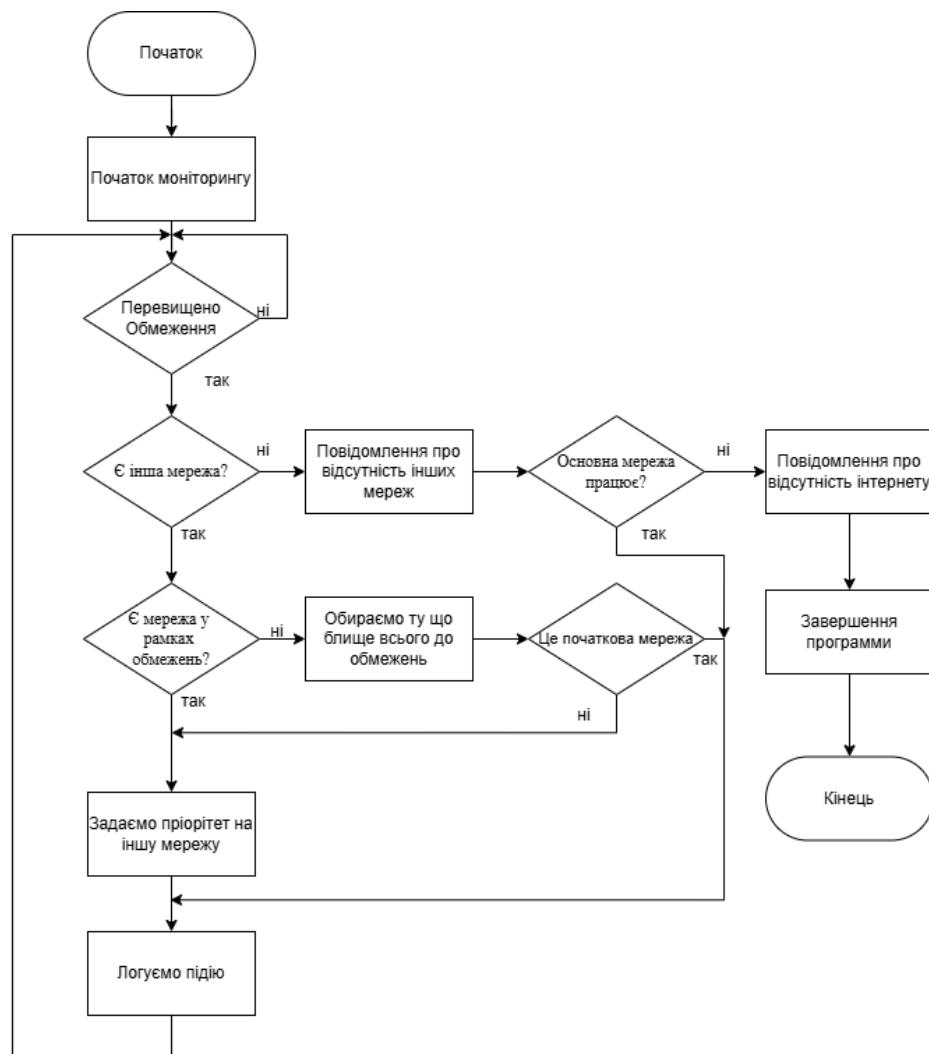 Початок
Початок моніторингу
Перевищено
Обмеження
ні
так
Є інша мережа?
ні
Повідомлення про
відсутність інших
мереж
Основна мережа
працює?
ні
Повідомлення про
відсутність інтернету
так
так
Є мережа у
рамках
обмежень?
ні
Обираємо ту що
блище всього до
обмежень
Це початкова мережа
так
Завершення
программи
так
ні
Задаємо пріорітет на
іншу мережу
Кінець
Логуємо підію